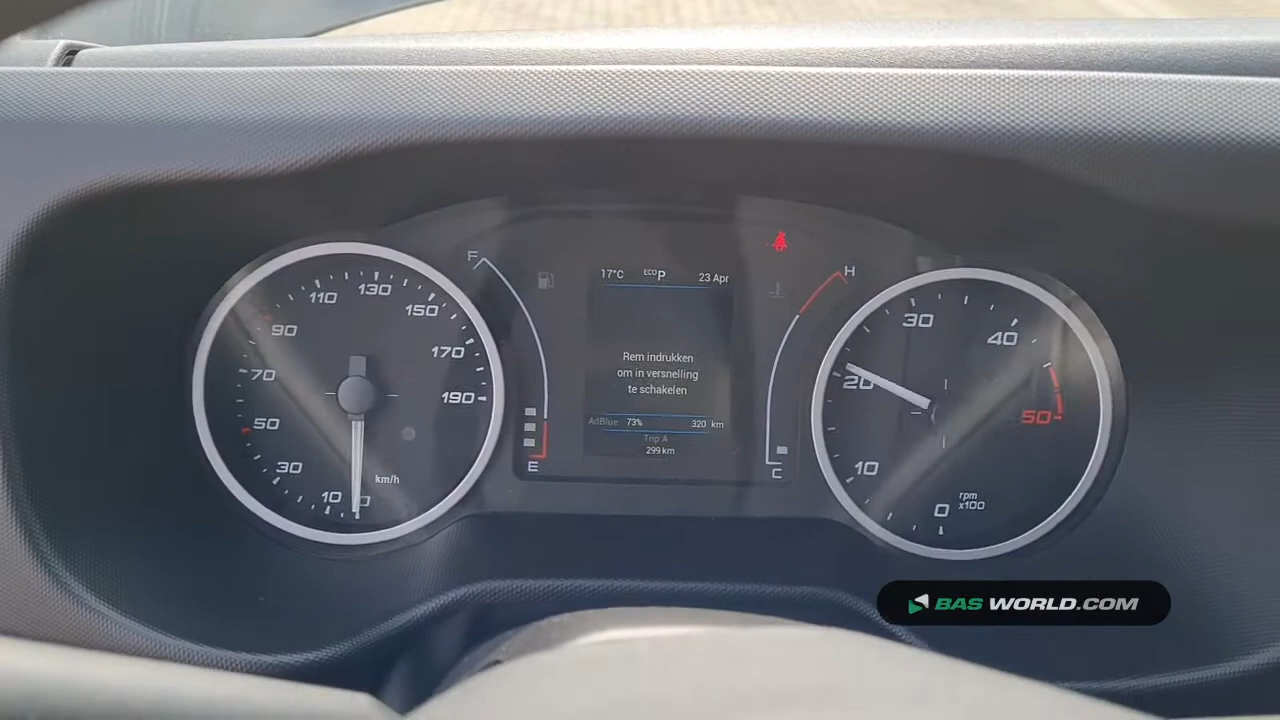 17°C ECO P 23 Apr
Rem indrukken
om in versnelling
te schakelen
AdBlue 73% 320 km
Trip A
299 km
F
E
H
C
10 30 50 70 90 110 130 150 170 190
km/h
0 10 20 30 40 50
rpm
x100
BAS WORLD.COM